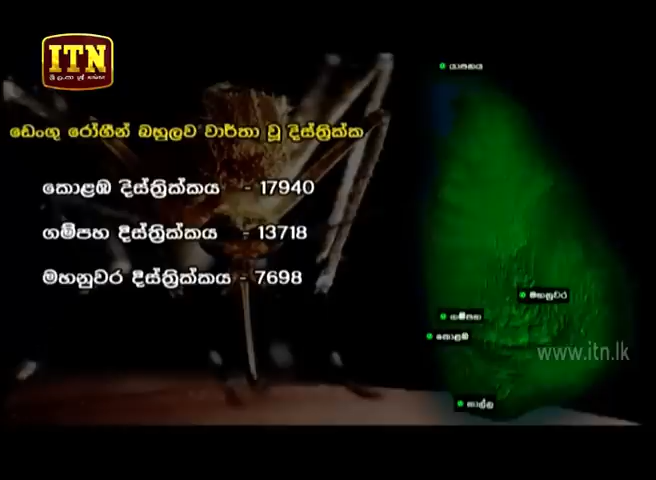 ITN
යාපනය
ඩෙංගු රෝගීන් බහුලව වාර්තා වූ දිස්ත්‍රික්ක
කොළඹ දිස්ත්‍රික්කය - 17940
ගම්පහ දිස්ත්‍රික්කය - 13718
මහනුවර දිස්ත්‍රික්කය - 7698
මහනුවර
ගම්පහ
කොළඹ
www.itn.lk
ගාල්ල